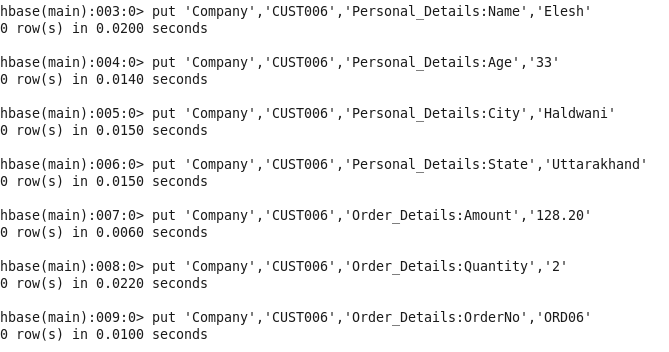 hbase(main):003:0> put 'Company','CUST006','Personal_Details:Name','Elesh'
0 row(s) in 0.0200 seconds
hbase(main):004:0> put 'Company','CUST006','Personal_Details:Age','33'
0 row(s) in 0.0140 seconds
hbase(main):005:0> put 'Company','CUST006','Personal_Details:City','Haldwani'
0 row(s) in 0.0150 seconds
hbase(main):006:0> put 'Company','CUST006','Personal_Details:State','Uttarakhand'
0 row(s) in 0.0150 seconds
hbase(main):007:0> put 'Company','CUST006','Order_Details:Amount','128.20'
0 row(s) in 0.0060 seconds
hbase(main):008:0> put 'Company','CUST006','Order_Details:Quantity','2'
0 row(s) in 0.0220 seconds
hbase(main):009:0> put 'Company','CUST006','Order_Details:OrderNo','ORD06'
0 row(s) in 0.0100 seconds